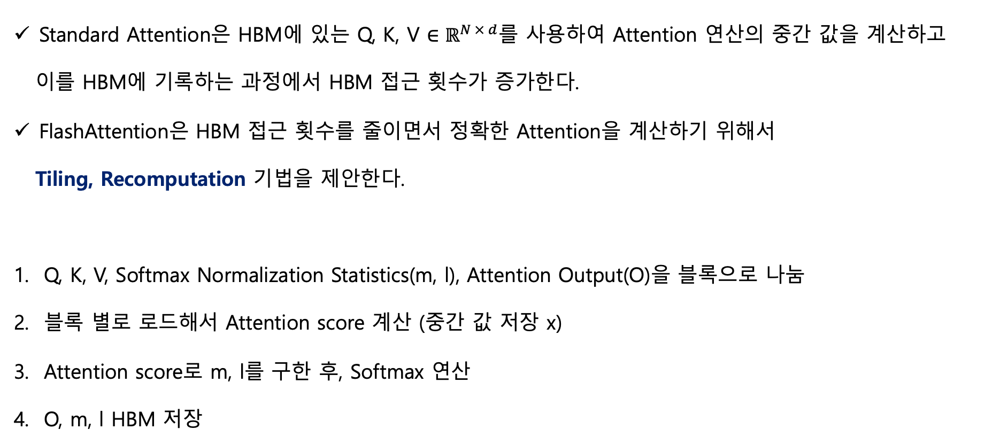 ✓ Standard Attention은 HBM에 있는 Q, K, V ∈ ℝ^{N × d}를 사용하여 Attention 연산의 중간 값을 계산하고
이를 HBM에 기록하는 과정에서 HBM 접근 횟수가 증가한다.
✓ FlashAttention은 HBM 접근 횟수를 줄이면서 정확한 Attention을 계산하기 위해서
Tiling, Recomputation 기법을 제안한다.
1. Q, K, V, Softmax Normalization Statistics(m, l), Attention Output(O)을 블록으로 나눔
2. 블록 별로 로드해서 Attention score 계산 (중간 값 저장 x)
3. Attention score로 m, l를 구한 후, Softmax 연산
4. O, m, l HBM 저장